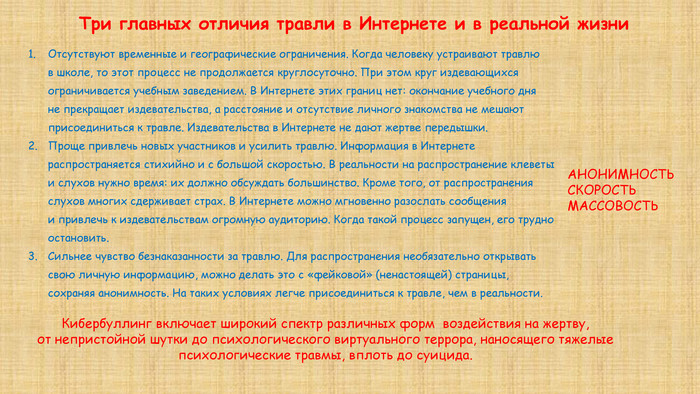 Три главных отличия травли в Интернете и в реальной жизни
1. Отсутствуют временные и географические ограничения. Когда человеку устраивают травлю
в школе, то этот процесс не продолжается круглосуточно. При этом круг издевающихся
ограничивается учебным заведением. В Интернете этих границ нет: окончание учебного дня
не прекращает издевательства, а расстояние и отсутствие личного знакомства не мешают
присоединиться к травле. Издевательства в Интернете не дают жертве передышки.
2. Проще привлечь новых участников и усилить травлю. Информация в Интернете
распространяется стихийно и с большой скоростью. В реальности на распространение клеветы
и слухов нужно время: их должно обсуждать большинство. Кроме того, от распространения
слухов многих сдерживает страх. В Интернете можно мгновенно разослать сообщения
и привлечь к издевательствам огромную аудиторию. Когда такой процесс запущен, его трудно
остановить.
3. Сильнее чувство безнаказанности за травлю. Для распространения необязательно открывать
свою личную информацию, можно делать это с «фейковой» (ненастоящей) страницы,
сохраняя анонимность. На таких условиях легче присоединиться к травле, чем в реальности.
АНОНИМНОСТЬ
СКОРОСТЬ
МАССОВОСТЬ
Кибербуллинг включает широкий спектр различных форм воздействия на жертву,
от непристойной шутки до психологического виртуального террора, наносящего тяжелые
психологические травмы, вплоть до суицида.